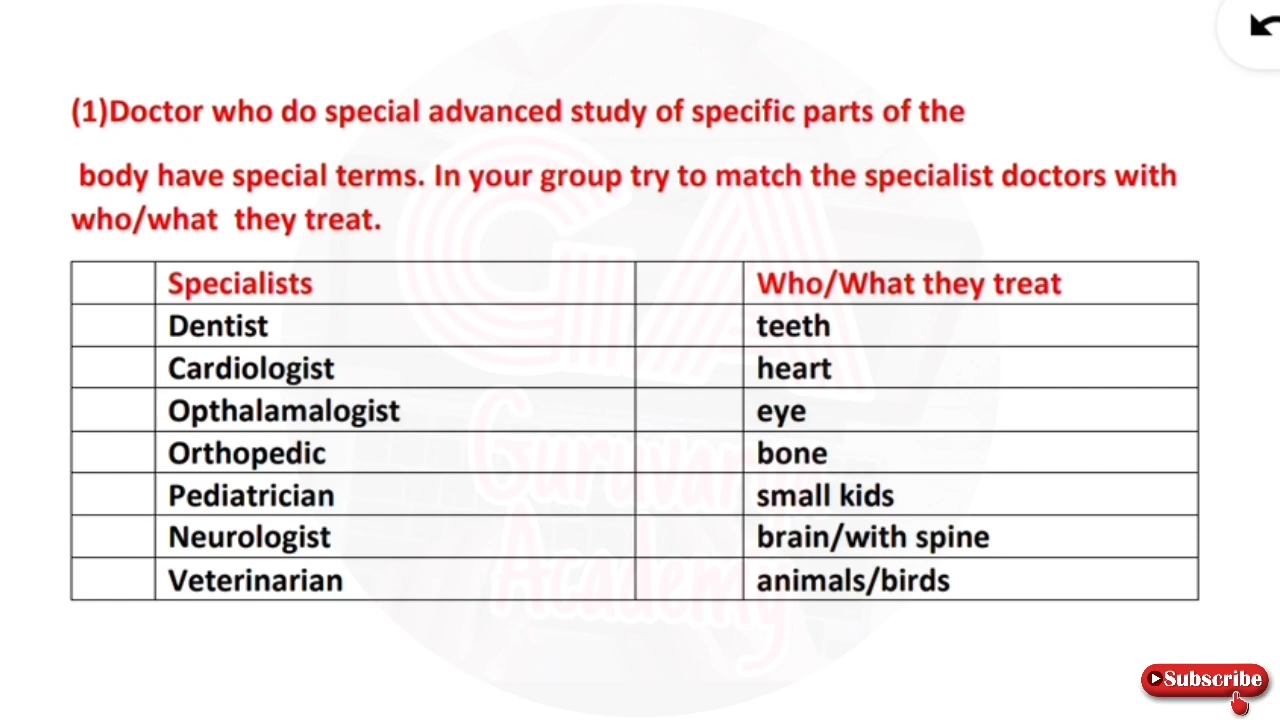 (1)Doctor who do special advanced study of specific parts of the
body have special terms. In your group try to match the specialist doctors with
who/what they treat.
Specialists Who/What they treat
Dentist teeth
Cardiologist heart
Opthalamalogist eye
Orthopedic bone
Pediatrician small kids
Neurologist brain/with spine
Veterinarian animals/birds
GA
Academy
Subscribe